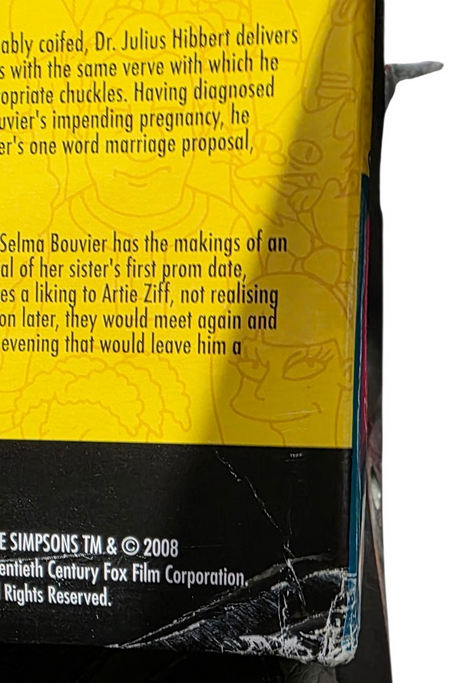 ably coifed, Dr. Julius Hibbert delivers
s with the same verve with which he
opriate chuckles. Having diagnosed
uvier's impending pregnancy, he
er's one word marriage proposal,
Selma Bouvier has the makings of an
al of her sister's first prom date,
es a liking to Artie Ziff, not realising
on later, they would meet again and
evening that would leave him a
E SIMPSONS TM & © 2008
entieth Century Fox Film Corporation.
Rights Reserved.